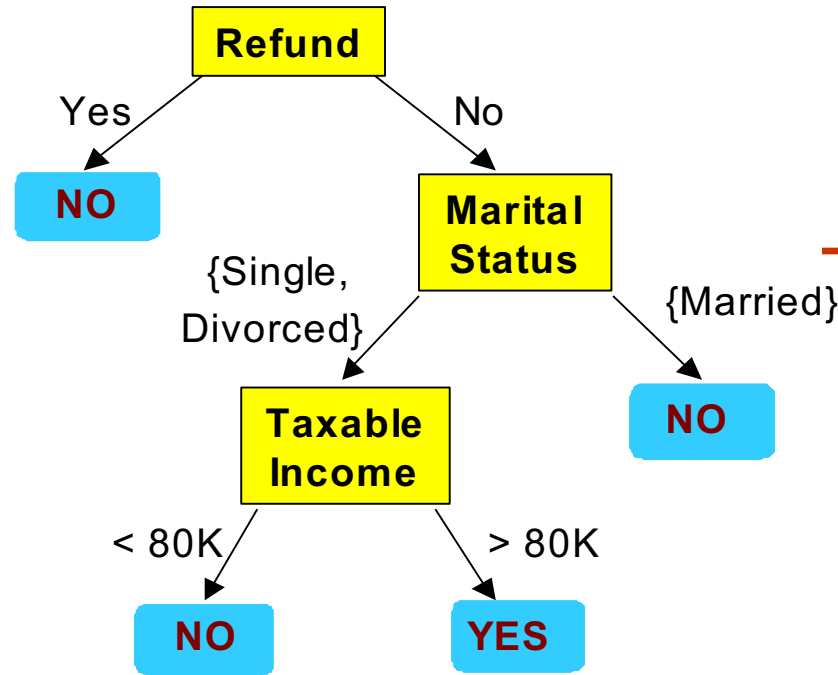 Refund
Yes
No
NO
Marital
Status
{Single,
Divorced}
{Married}
Taxable
Income
NO
< 80K
> 80K
NO
YES